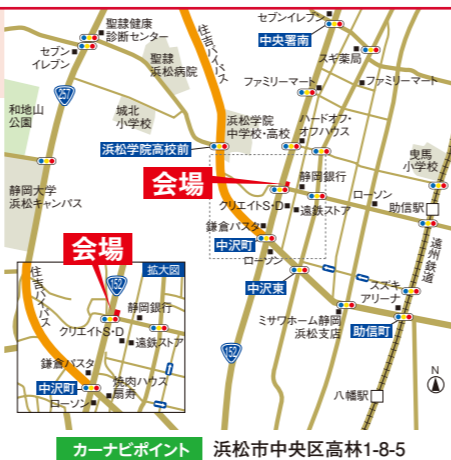 セブンイレブン
聖隷健康
診断センター
中央署南
セブン
イレブン
聖隷
浜松病院
住吉バイパス
スギ薬局
ファミリーマート
ファミリーマート
257
和地山
公園
城北
小学校
浜松学院
中学校・高校
ハードオフ・
オフハウス
浜松学院高校前
曳馬
小学校
会場
静岡銀行
静岡大学
浜松キャンパス
クリエイトS・D
遠鉄ストア
ローソン
助信駅
鎌倉パスタ
中沢町
ローソン
遠州鉄道
中沢東
スズキ
アリーナ
ミサワホーム静岡
浜松支店
助信町
152
八幡駅
N
拡大図
住吉バイパス
会場
152
静岡銀行
クリエイトS・D
遠鉄ストア
鎌倉パスタ
中沢町
焼肉ハウス
扇寿
ローソン
カーナビポイント 浜松市中央区高林1-8-5